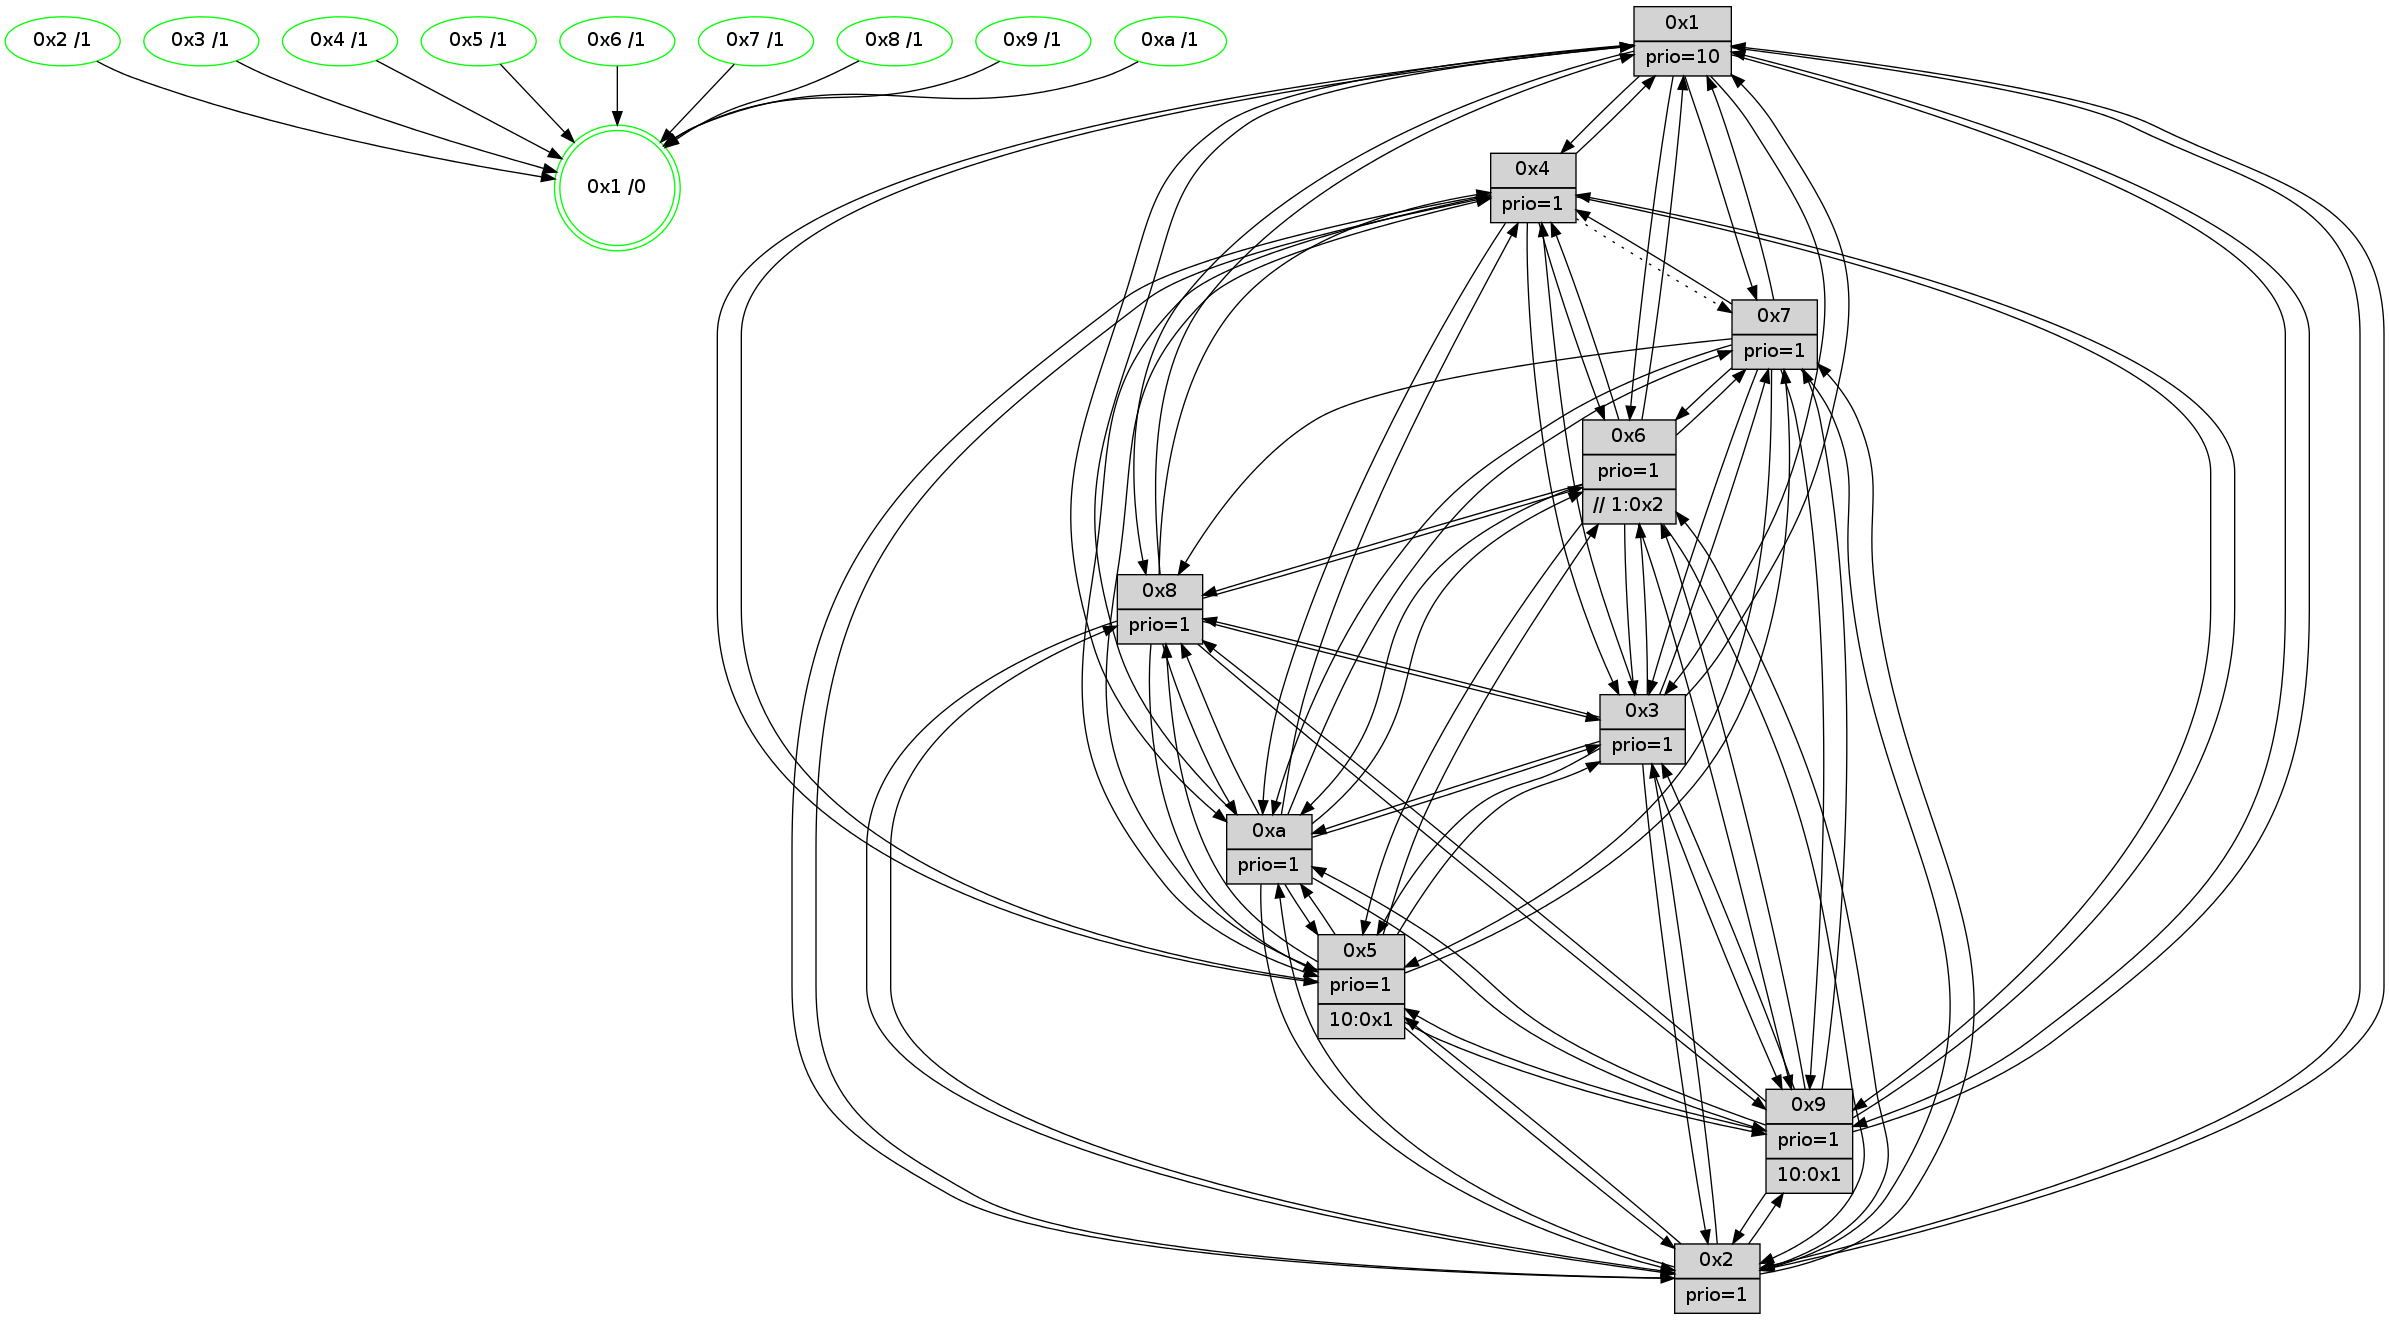 0x2 /1
0x3 /1
0x4 /1
0x5 /1
0x6 /1
0x7 /1
0x8 /1
0x9 /1
0xa /1
0x1 /0
0x1
prio=10
0x4
prio=1
0x7
prio=1
0x6
prio=1
// 1:0x2
0x8
prio=1
0x3
prio=1
0xa
prio=1
0x5
prio=1
10:0x1
0x9
prio=1
10:0x1
0x2
prio=1